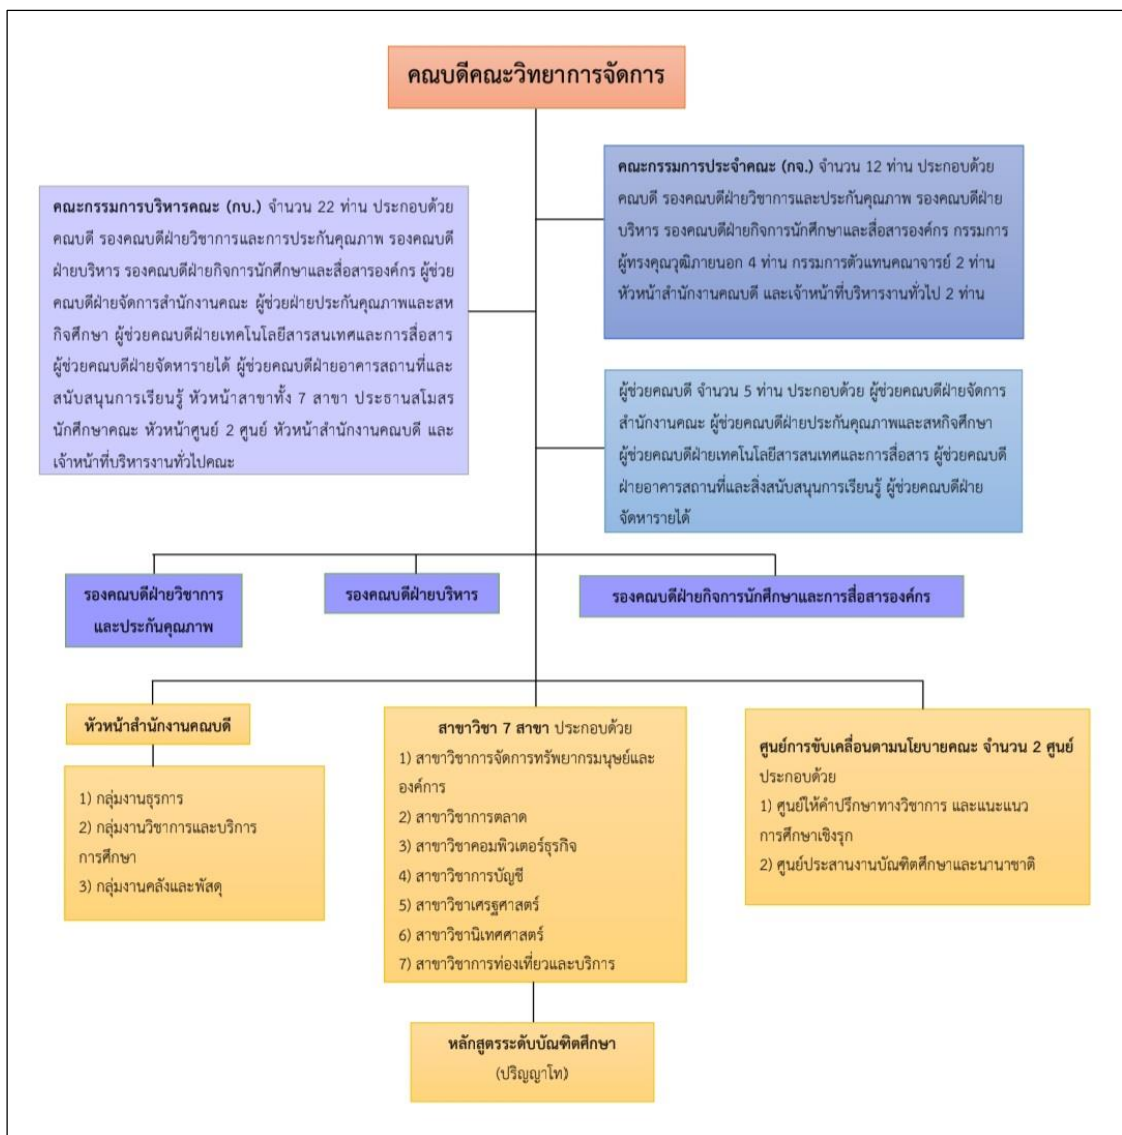 คณบดีคณะวิทยาการจัดการ
คณะกรรมการประจำคณะ (กจ.) จำนวน 12 ท่าน ประกอบด้วย
คณบดี รองคณบดีฝ่ายวิชาการและประกันคุณภาพ รองคณบดีฝ่าย
บริหาร รองคณบดีฝ่ายกิจการนักศึกษาและสื่อสารองค์กร กรรมการ
ผู้ทรงคุณวุฒิภายนอก 4 ท่าน กรรมการตัวแทนคณาจารย์ 2 ท่าน
หัวหน้าสำนักงานคณบดี และเจ้าหน้าที่บริหารงานทั่วไป 2 ท่าน
คณะกรรมการบริหารคณะ (กบ.) จำนวน 22 ท่าน ประกอบด้วย
คณบดี รองคณบดีฝ่ายวิชาการและการประกันคุณภาพ รองคณบดี
ฝ่ายบริหาร รองคณบดีฝ่ายกิจการนักศึกษาและสื่อสารองค์กร ผู้ช่วย
คณบดีฝ่ายจัดการสำนักงานคณะ ผู้ช่วยฝ่ายประกันคุณภาพและสห
กิจศึกษา ผู้ช่วยคณบดีฝ่ายเทคโนโลยีสารสนเทศและการสื่อสาร
ผู้ช่วยคณบดีฝ่ายจัดหารายได้ ผู้ช่วยคณบดีฝ่ายอาคารสถานที่และ
สนับสนุนการเรียนรู้ หัวหน้าสาขาทั้ง 7 สาขา ประธานสโมสร
นักศึกษาคณะ หัวหน้าศูนย์ 2 ศูนย์ หัวหน้าสำนักงานคณบดี และ
เจ้าหน้าที่บริหารงานทั่วไปคณะ
ผู้ช่วยคณบดี จำนวน 5 ท่าน ประกอบด้วย ผู้ช่วยคณบดีฝ่ายจัดการ
สำนักงานคณะ ผู้ช่วยคณบดีฝ่ายประกันคุณภาพและสหกิจศึกษา
ผู้ช่วยคณบดีฝ่ายเทคโนโลยีสารสนเทศและการสื่อสาร ผู้ช่วยคณบดี
ฝ่ายอาคารสถานที่และสิ่งสนับสนุนการเรียนรู้ ผู้ช่วยคณบดีฝ่าย
จัดหารายได้
รองคณบดีฝ่ายวิชาการ
และประกันคุณภาพ
รองคณบดีฝ่ายบริหาร
รองคณบดีฝ่ายกิจการนักศึกษาและการสื่อสารองค์กร
หัวหน้าสำนักงานคณบดี
1) กลุ่มงานธุรการ
2) กลุ่มงานวิชาการและบริการ
การศึกษา
3) กลุ่มงานคลังและพัสดุ
สาขาวิชา 7 สาขา ประกอบด้วย
1) สาขาวิชาการจัดการทรัพยากรมนุษย์และ
องค์การ
2) สาขาวิชาการตลาด
3) สาขาวิชาคอมพิวเตอร์ธุรกิจ
4) สาขาวิชาการบัญชี
5) สาขาวิชาเศรษฐศาสตร์
6) สาขาวิชานิเทศศาสตร์
7) สาขาวิชาการท่องเที่ยวและบริการ
ศูนย์การขับเคลื่อนตามนโยบายคณะ จำนวน 2 ศูนย์
ประกอบด้วย
1) ศูนย์ให้คำปรึกษาทางวิชาการ และแนะแนว
การศึกษาเชิงรุก
2) ศูนย์ประสานงานบัณฑิตศึกษาและนานาชาติ
หลักสูตรระดับบัณฑิตศึกษา
(ปริญญาโท)